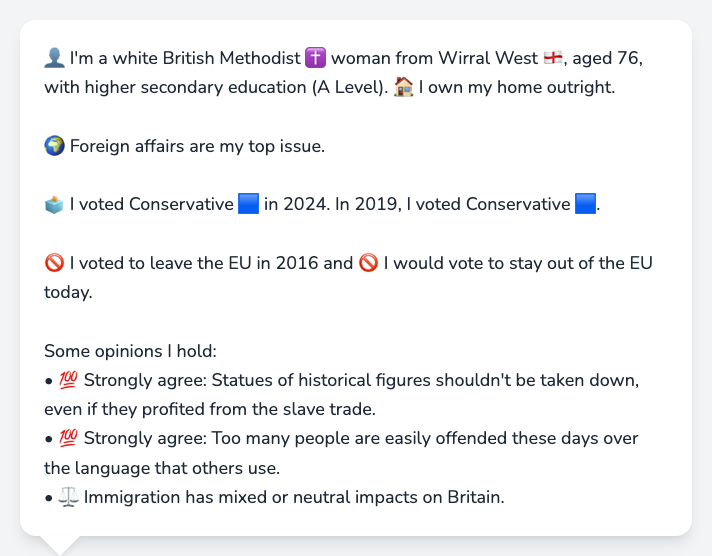 👤 I'm a white British Methodist ✝️ woman from Wirral West 🏴󠁧󠁢󠁥󠁮󠁧󠁿, aged 76,
with higher secondary education (A Level). 🏠 I own my home outright.
🌍 Foreign affairs are my top issue.
🗳️ I voted Conservative 🟦 in 2024. In 2019, I voted Conservative 🟦.
🚫 I voted to leave the EU in 2016 and 🚫 I would vote to stay out of the EU
today.
Some opinions I hold:
• 💯 Strongly agree: Statues of historical figures shouldn't be taken down,
even if they profited from the slave trade.
• 💯 Strongly agree: Too many people are easily offended these days over
the language that others use.
• ⚖️ Immigration has mixed or neutral impacts on Britain.